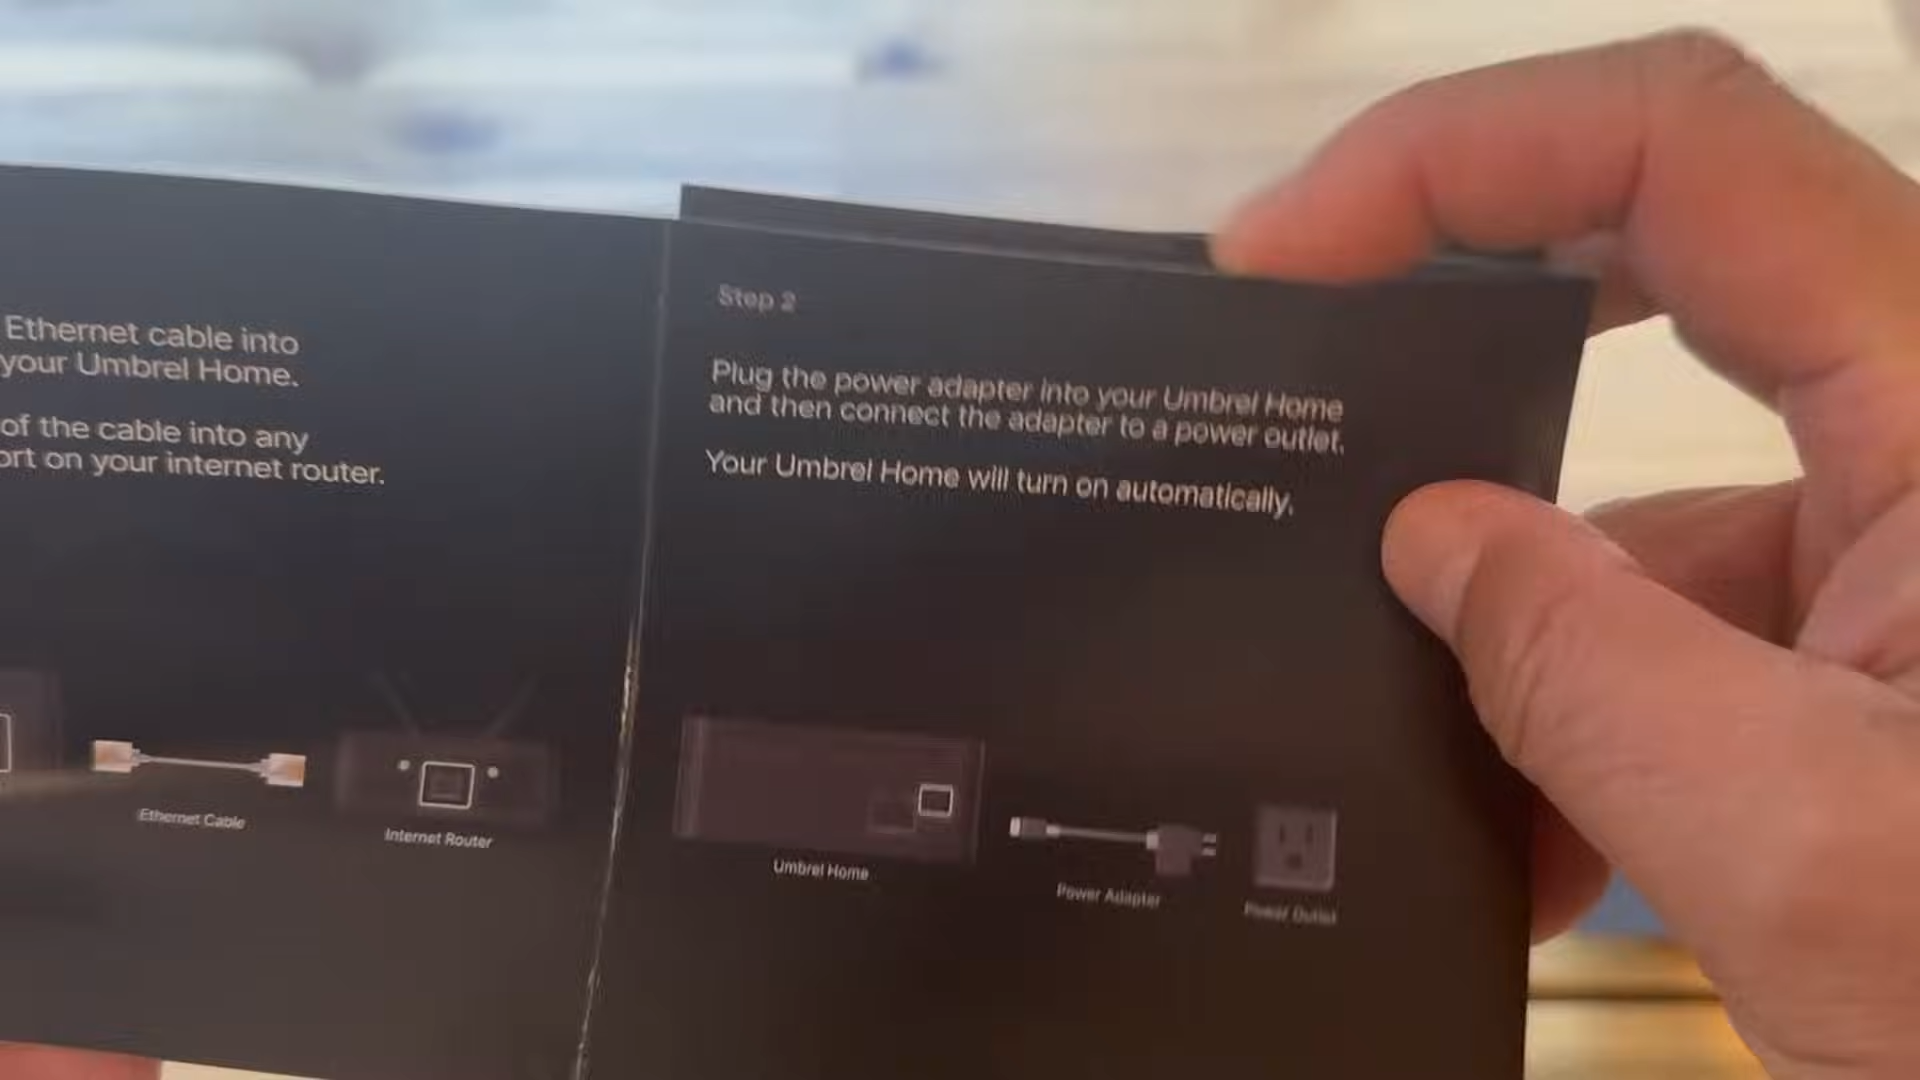 Ethernet cable into
your Umbrel Home.
of the cable into any
ort on your internet router.
Ethernet Cable
Internet Router
Step 2
Plug the power adapter into your Umbrel Home
and then connect the adapter to a power outlet.
Your Umbrel Home will turn on automatically.
Umbrel Home
Power Adapter
Power Outlet